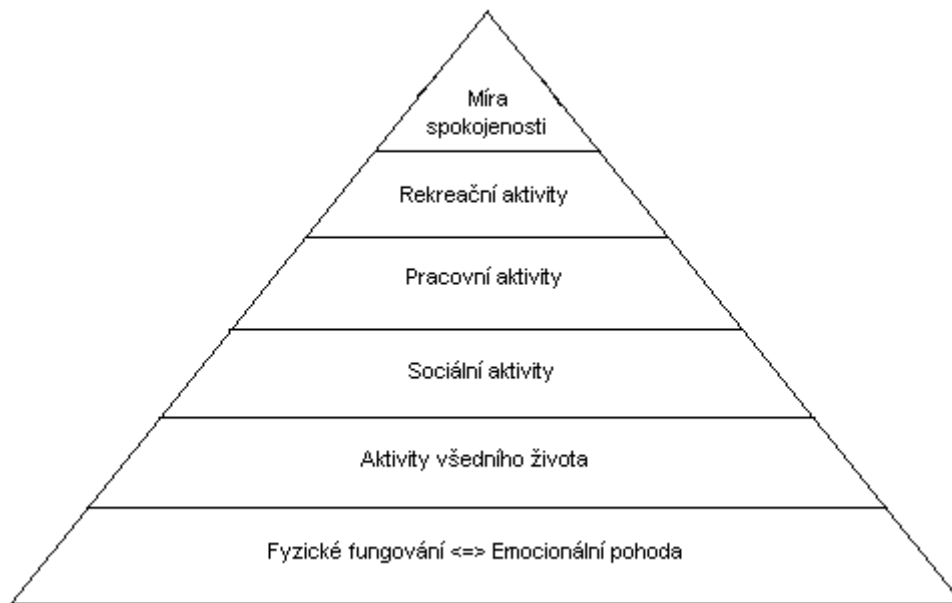 Míra
spokojenosti
Rekreační aktivity
Pracovní aktivity
Sociální aktivity
Aktivity všedního života
Fyzické fungování <=> Emocionální pohoda